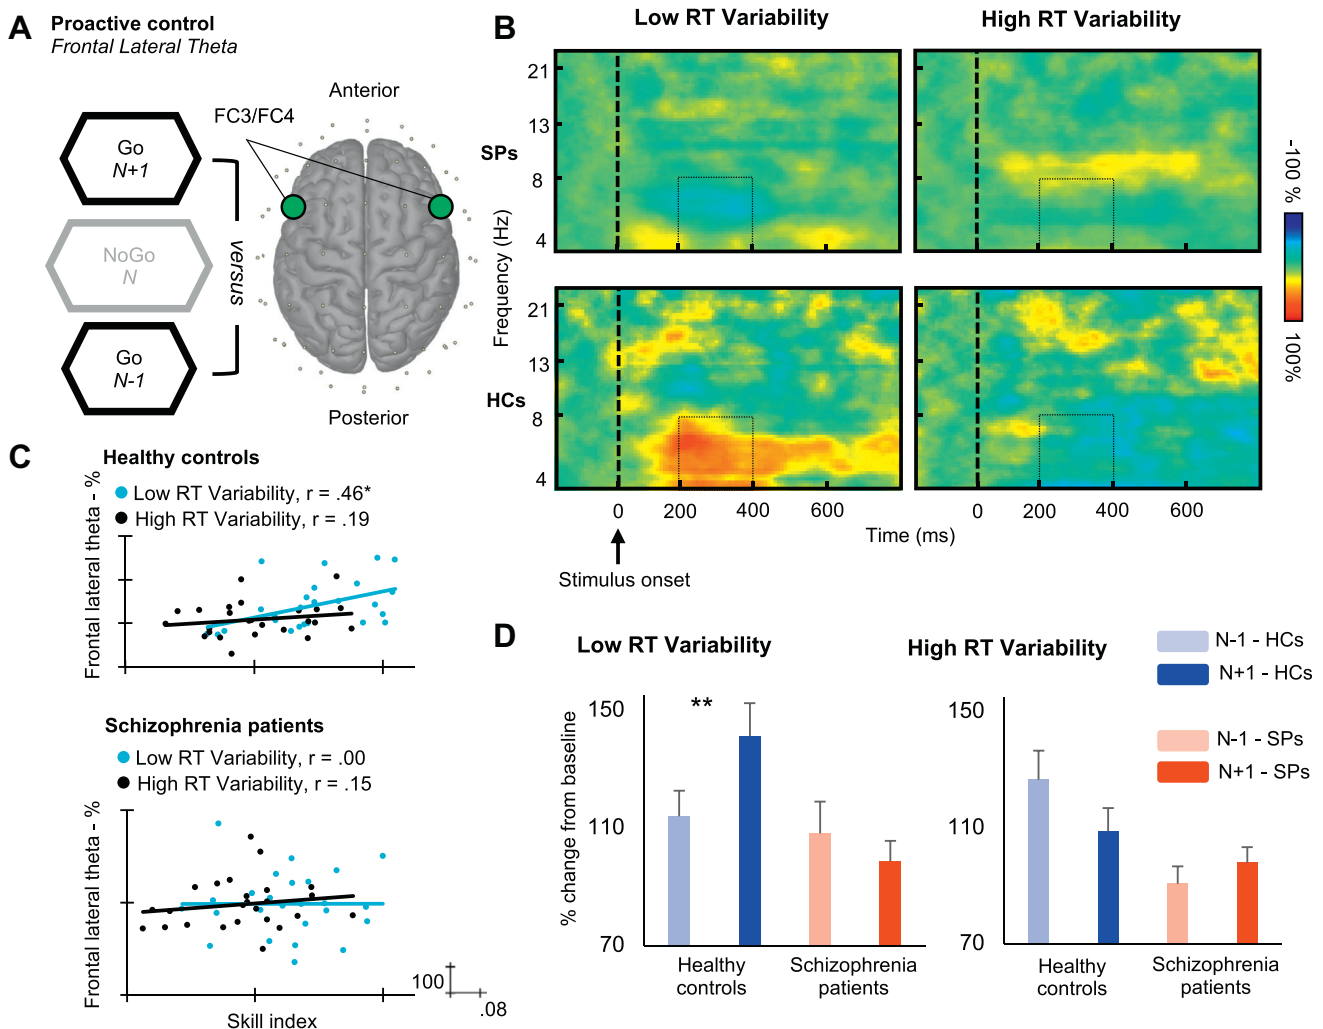 A
Proactive control
Frontal Lateral Theta
Go
N+1
NoGo
N
Go
N-1
versus
FC3/FC4
Anterior
Posterior
B
Low RT Variability
High RT Variability
SPs
HCs
Frequency (Hz)
21
13
8
4
21
13
8
4
0 200 400 600
0 200 400 600
Time (ms)
Stimulus onset
-100 %
100%
C
Healthy controls
Low RT Variability, r = .46*
High RT Variability, r = .19
Frontal lateral theta - %
Schizophrenia patients
Low RT Variability, r = .00
High RT Variability, r = .15
Frontal lateral theta - %
Skill index
100
.08
D
Low RT Variability
High RT Variability
N-1 - HCs
N+1 - HCs
N-1 - SPs
N+1 - SPs
% change from baseline
150
110
70
**
Healthy controls
Schizophrenia patients
150
110
70
Healthy controls
Schizophrenia patients